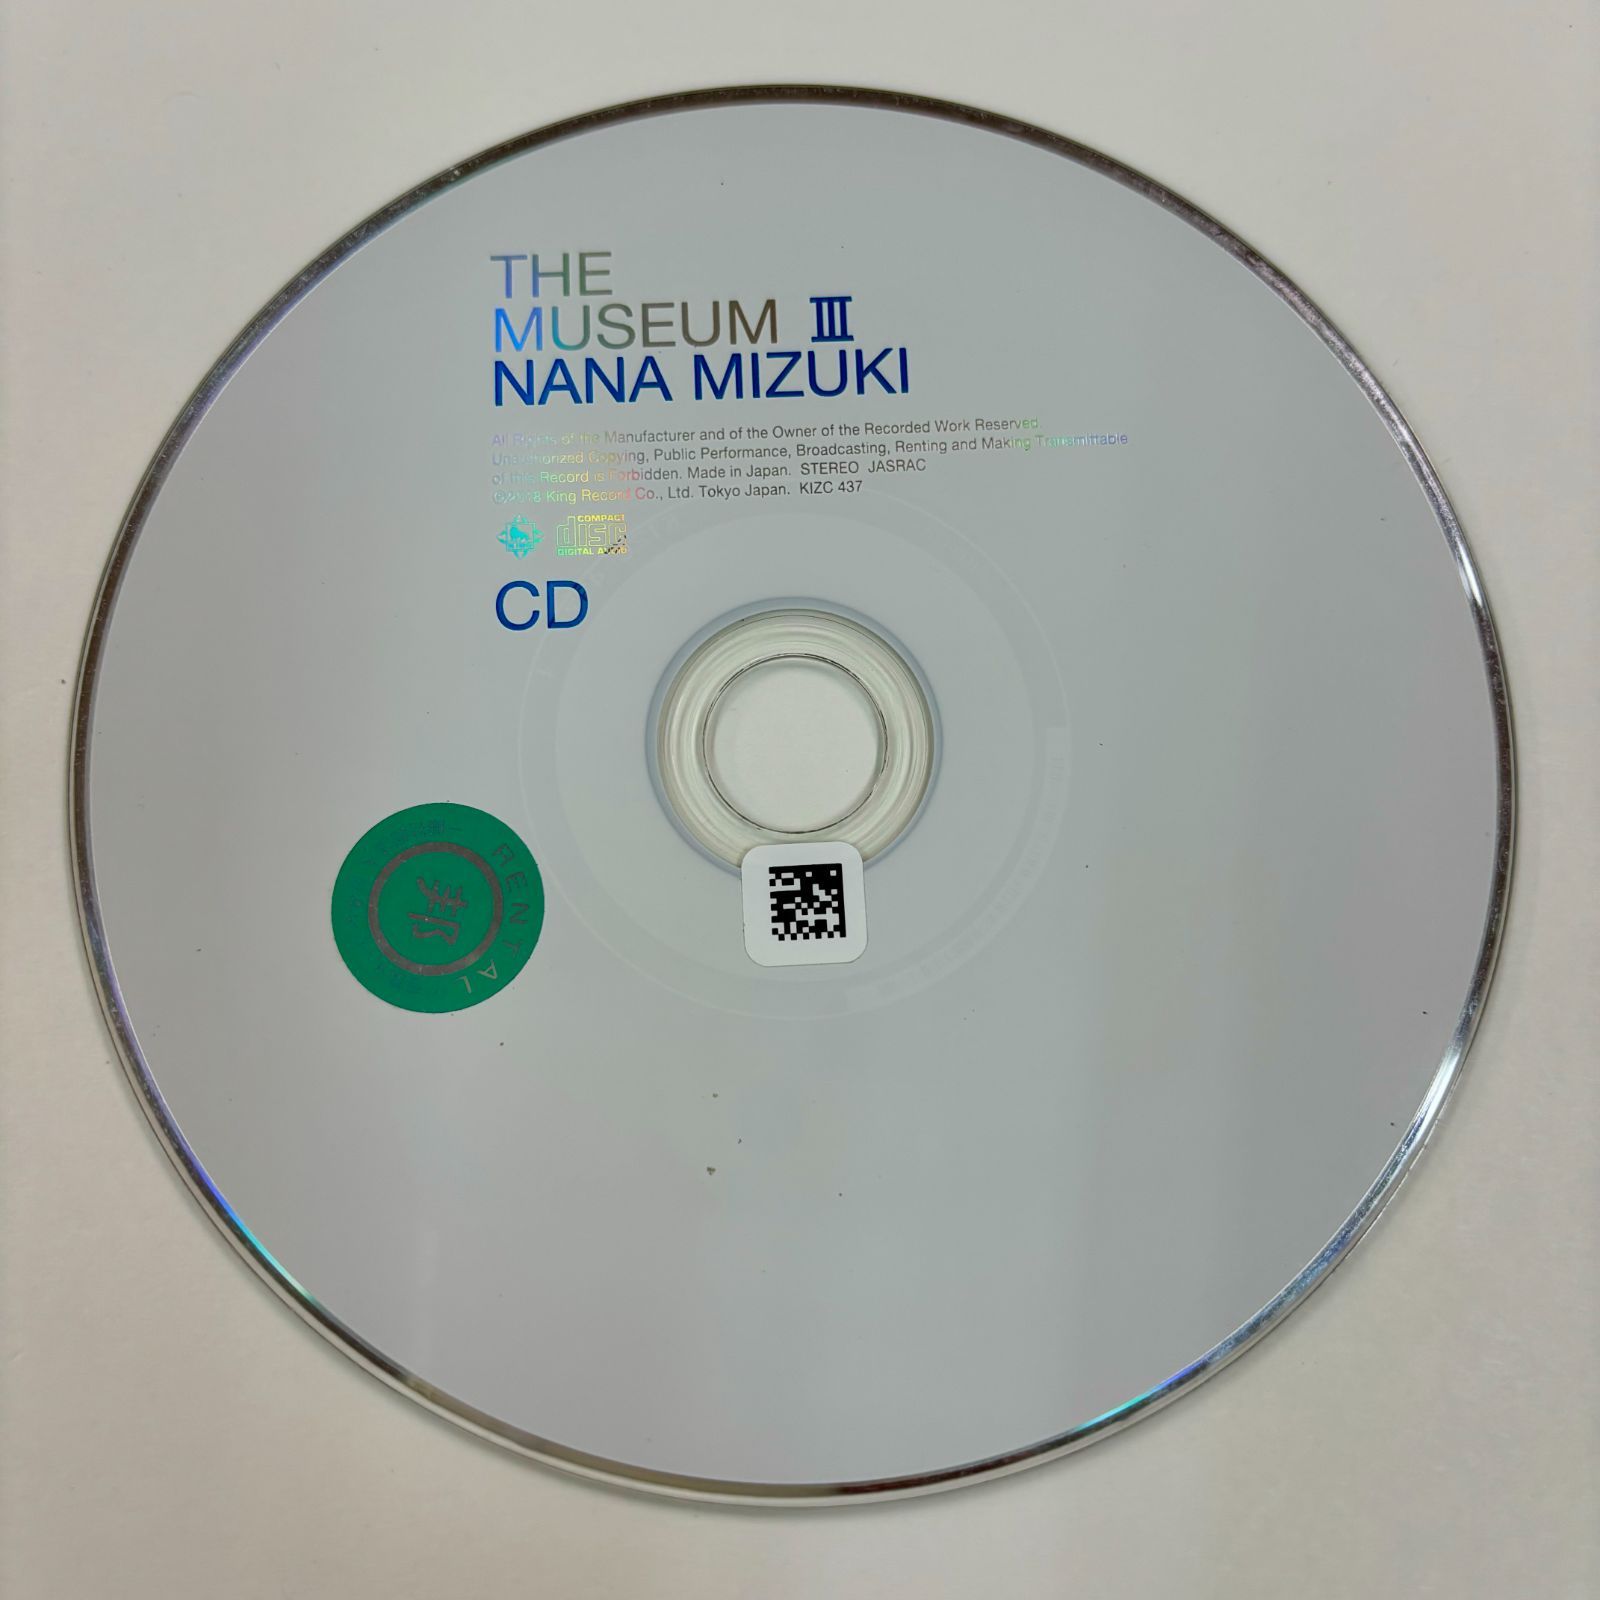 THE
MUSEUM Ⅲ
NANA MIZUKI
All Rights of the Manufacturer and of the Owner of the Recorded Work Reserved.
Unauthorized Copying, Public Performance, Broadcasting, Renting and Making Transmittable
of this Record is Forbidden. Made in Japan. STEREO JASRAC
©2018 King Record Co., Ltd. Tokyo Japan. KIZC 437
COMPACT
disc
DIGITAL AUDIO
CD
RENTAL
邦